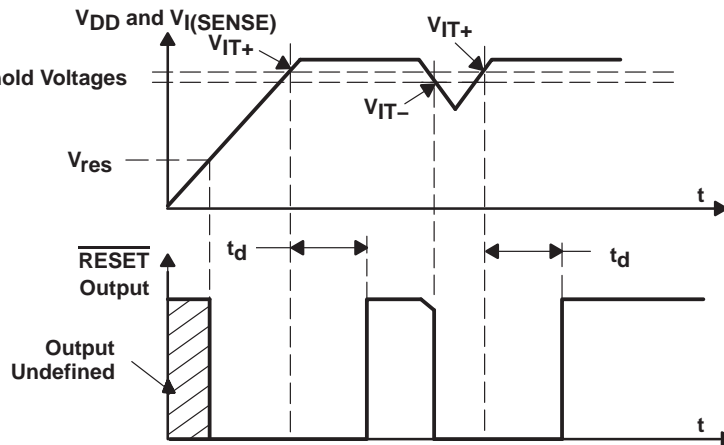 VDD and VI(SENSE)
VIT+
VIT+
hold Voltages
VIT−
Vres
t
td
td
RESET
Output
Output
Undefined
t